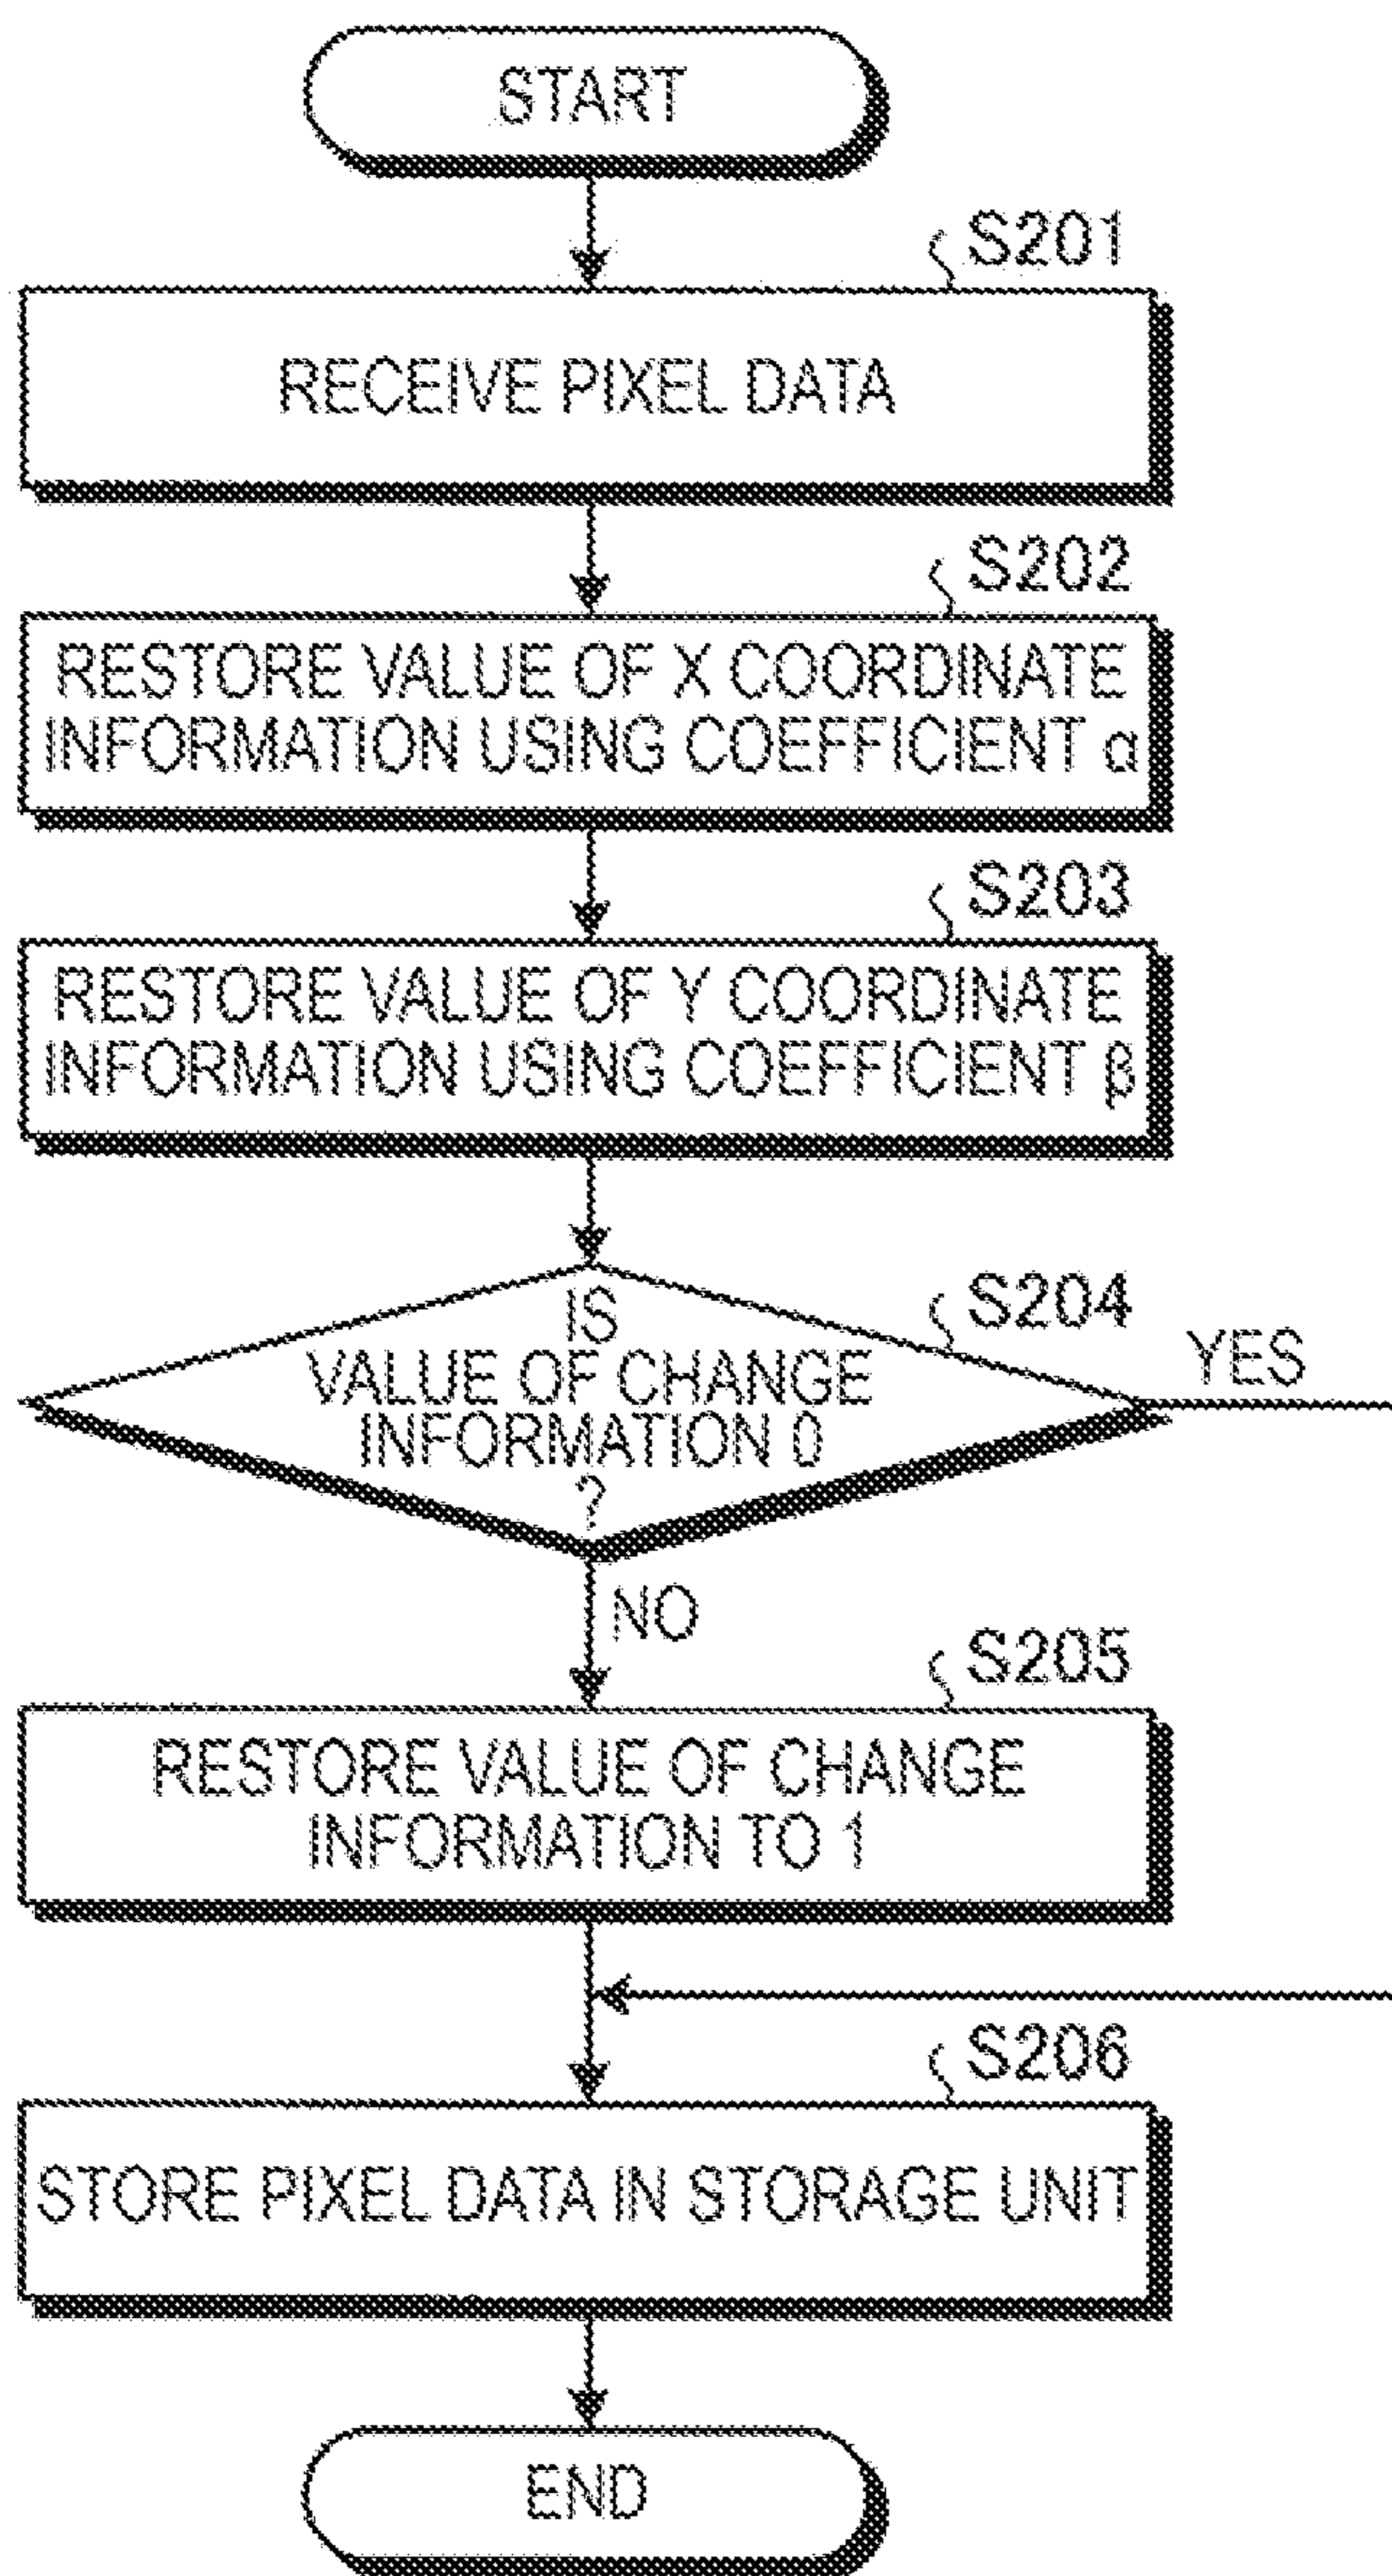 START
S201
RECEIVE PIXEL DATA
S202
RESTORE VALUE OF X COORDINATE
INFORMATION USING COEFFICIENT α
S203
RESTORE VALUE OF Y COORDINATE
INFORMATION USING COEFFICIENT β
S204
IS
VALUE OF CHANGE
INFORMATION 0
?
YES
NO
S205
RESTORE VALUE OF CHANGE
INFORMATION TO 1
S206
STORE PIXEL DATA IN STORAGE UNIT
END